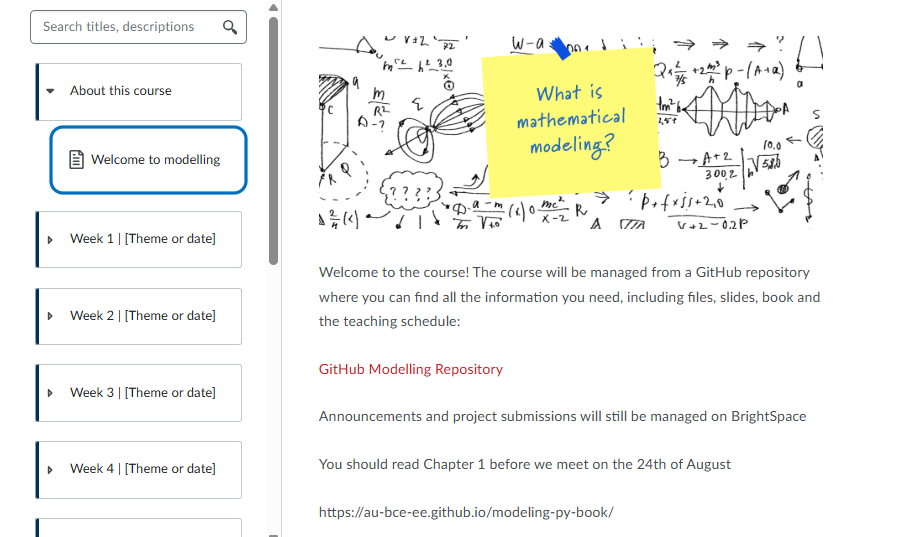 Search titles, descriptions
About this course
Welcome to modelling
Week 1 | [Theme or date]
Week 2 | [Theme or date]
Week 3 | [Theme or date]
Week 4 | [Theme or date]
What is
mathematical
modeling?
Welcome to the course! The course will be managed from a GitHub repository
where you can find all the information you need, including files, slides, book and
the teaching schedule:
GitHub Modelling Repository
Announcements and project submissions will still be managed on BrightSpace
You should read Chapter 1 before we meet on the 24th of August
https://au-bce-ee.github.io/modeling-py-book/